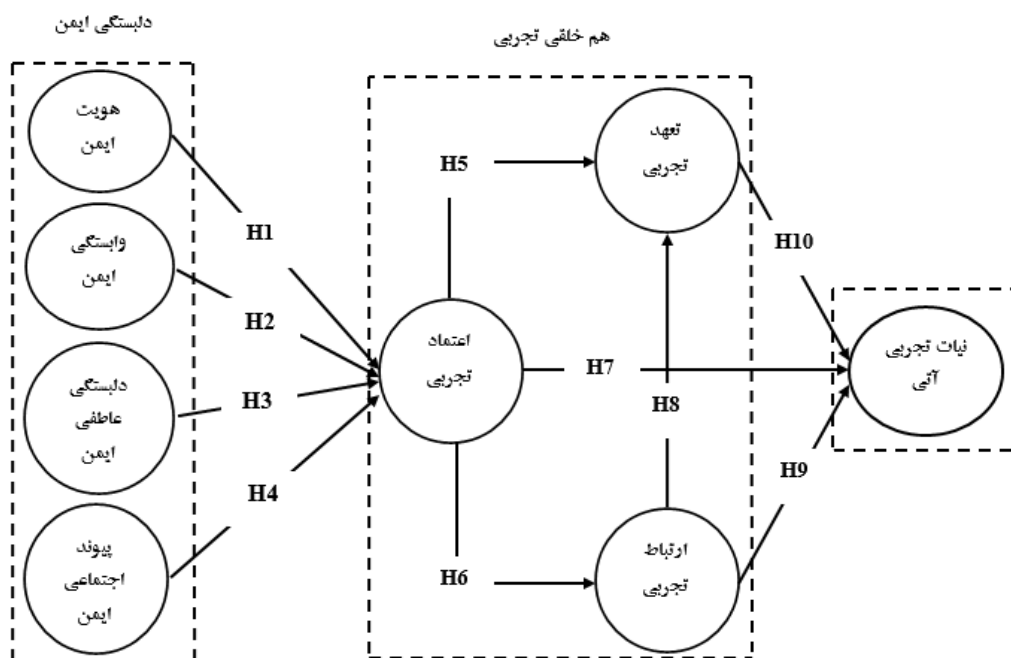 دلبستگی ایمن
هم خلقی تجربی
هویت
ایمن
وابستگی
ایمن
دلبستگی
عاطفی
ایمن
پیوند
اجتماعی
ایمن
H1
H2
H3
H4
اعتماد
تجربی
H5
H6
H7
H8
تعهد
تجربی
ارتباط
تجربی
H10
H9
نیات تجربی
آتی